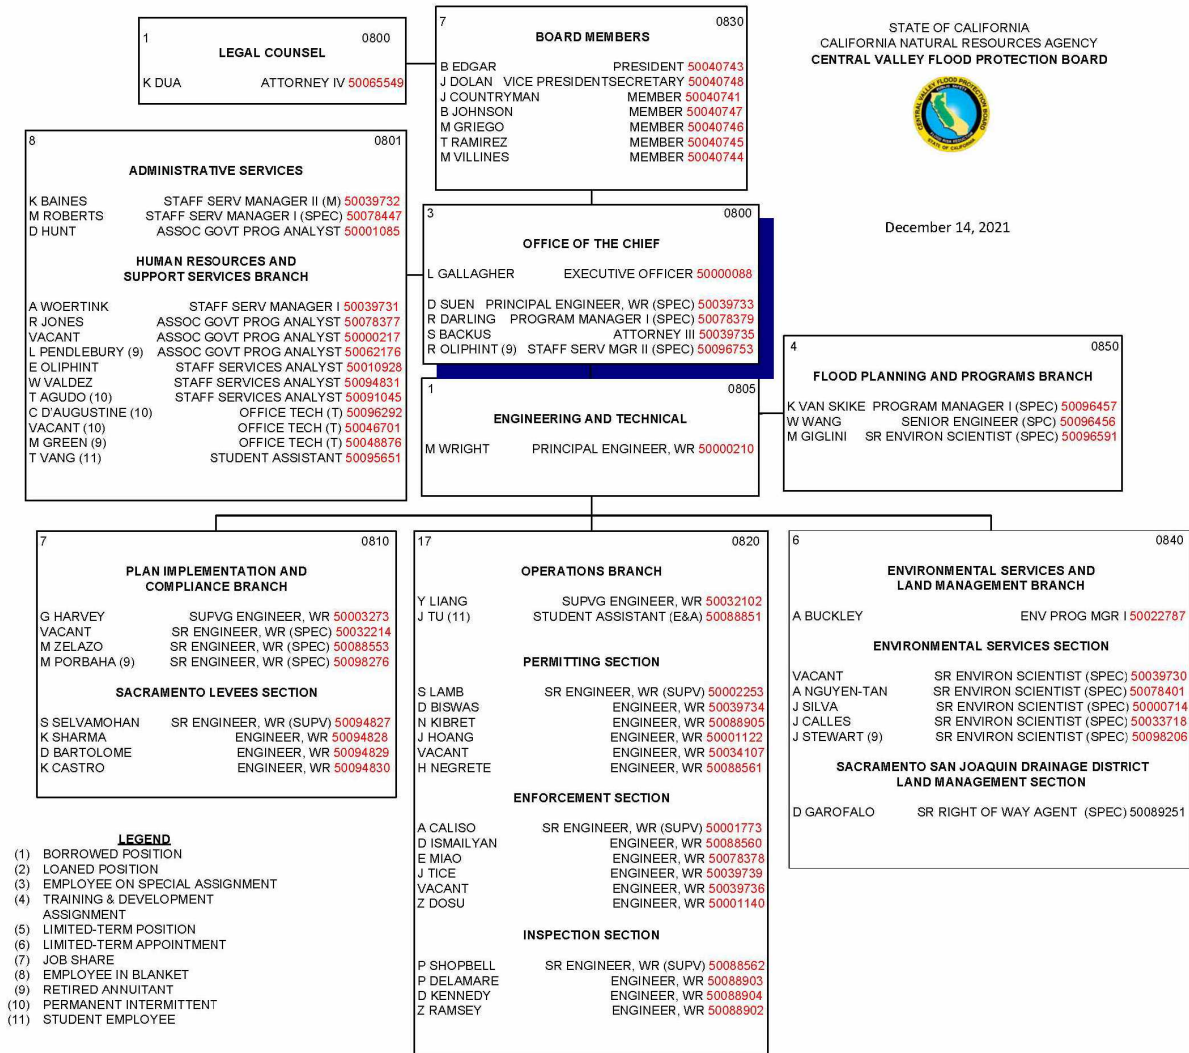 STATE OF CALIFORNIA
CALIFORNIA NATURAL RESOURCES AGENCY
CENTRAL VALLEY FLOOD PROTECTION BOARD
CENTRAL VALLEY FLOOD PROTECTION BOARD
STATE OF CALIFORNIA
December 14, 2021
1 0800
LEGAL COUNSEL
K DUA ATTORNEY IV 50065549
7 0830
BOARD MEMBERS
B EDGAR PRESIDENT 50040743
J DOLAN VICE PRESIDENTSECRETARY 50040748
J COUNTRYMAN MEMBER 50040741
B JOHNSON MEMBER 50040747
M GRIEGO MEMBER 50040746
T RAMIREZ MEMBER 50040745
M VILLINES MEMBER 50040744
8 0801
ADMINISTRATIVE SERVICES
K BAINES STAFF SERV MANAGER II (M) 50039732
M ROBERTS STAFF SERV MANAGER I (SPEC) 50078447
D HUNT ASSOC GOVT PROG ANALYST 50001085
HUMAN RESOURCES AND
SUPPORT SERVICES BRANCH
A WOERTINK STAFF SERV MANAGER I 50039731
R JONES ASSOC GOVT PROG ANALYST 50078377
VACANT ASSOC GOVT PROG ANALYST 50000217
L PENDLEBURY (9) ASSOC GOVT PROG ANALYST 50062176
E OLIPHINT STAFF SERVICES ANALYST 50010928
W VALDEZ STAFF SERVICES ANALYST 50094831
T AGUDO (10) STAFF SERVICES ANALYST 50091045
C D'AUGUSTINE (10) OFFICE TECH (T) 50096292
VACANT (10) OFFICE TECH (T) 50046701
M GREEN (9) OFFICE TECH (T) 50048876
T VANG (11) STUDENT ASSISTANT 50095651
3 0800
OFFICE OF THE CHIEF
L GALLAGHER EXECUTIVE OFFICER 50000088
D SUEN PRINCIPAL ENGINEER, WR (SPEC) 50039733
R DARLING PROGRAM MANAGER I (SPEC) 50078379
S BACKUS ATTORNEY III 50039735
R OLIPHINT (9) STAFF SERV MGR II (SPEC) 50096753
1 0805
ENGINEERING AND TECHNICAL
M WRIGHT PRINCIPAL ENGINEER, WR 50000210
4 0850
FLOOD PLANNING AND PROGRAMS BRANCH
K VAN SKIKE PROGRAM MANAGER I (SPEC) 50096457
W WANG SENIOR ENGINEER (SPC) 50096456
M GIGLINI SR ENVIRON SCIENTIST (SPEC) 50096591
7 0810
PLAN IMPLEMENTATION AND
COMPLIANCE BRANCH
G HARVEY SUPVG ENGINEER, WR 50003273
VACANT SR ENGINEER, WR (SPEC) 50032214
M ZELAZO SR ENGINEER, WR (SPEC) 50088553
M PORBAHA (9) SR ENGINEER, WR (SPEC) 50098276
SACRAMENTO LEVEES SECTION
S SELVAMOHAN SR ENGINEER, WR (SUPV) 50094827
K SHARMA ENGINEER, WR 50094828
D BARTOLOME ENGINEER, WR 50094829
K CASTRO ENGINEER, WR 50094830
17 0820
OPERATIONS BRANCH
Y LIANG SUPVG ENGINEER, WR 50032102
J TU (11) STUDENT ASSISTANT (E&A) 50088851
PERMITTING SECTION
S LAMB SR ENGINEER, WR (SUPV) 50002253
D BISWAS ENGINEER, WR 50039734
N KIBRET ENGINEER, WR 50088905
J HOANG ENGINEER, WR 50001122
VACANT ENGINEER, WR 50034107
H NEGRETE ENGINEER, WR 50088561
ENFORCEMENT SECTION
A CALISO SR ENGINEER, WR (SUPV) 50001773
D ISMAILYAN ENGINEER, WR 50088560
E MIAO ENGINEER, WR 50078378
J TICE ENGINEER, WR 50039739
VACANT ENGINEER, WR 50039736
Z DOSU ENGINEER, WR 50001140
INSPECTION SECTION
P SHOPBELL SR ENGINEER, WR (SUPV) 50088562
P DELAMARE ENGINEER, WR 50088903
D KENNEDY ENGINEER, WR 50088904
Z RAMSEY ENGINEER, WR 50088902
6 0840
ENVIRONMENTAL SERVICES AND
LAND MANAGEMENT BRANCH
A BUCKLEY ENV PROG MGR I 50022787
ENVIRONMENTAL SERVICES SECTION
VACANT SR ENVIRON SCIENTIST (SPEC) 50039730
A NGUYEN-TAN SR ENVIRON SCIENTIST (SPEC) 50078401
J SILVA SR ENVIRON SCIENTIST (SPEC) 50000714
J CALLES SR ENVIRON SCIENTIST (SPEC) 50033718
J STEWART (9) SR ENVIRON SCIENTIST (SPEC) 50098206
SACRAMENTO SAN JOAQUIN DRAINAGE DISTRICT
LAND MANAGEMENT SECTION
D GAROFALO SR RIGHT OF WAY AGENT (SPEC) 50089251
LEGEND
(1) BORROWED POSITION
(2) LOANED POSITION
(3) EMPLOYEE ON SPECIAL ASSIGNMENT
(4) TRAINING & DEVELOPMENT
ASSIGNMENT
(5) LIMITED-TERM POSITION
(6) LIMITED-TERM APPOINTMENT
(7) JOB SHARE
(8) EMPLOYEE IN BLANKET
(9) RETIRED ANNUITANT
(10) PERMANENT INTERMITTENT
(11) STUDENT EMPLOYEE